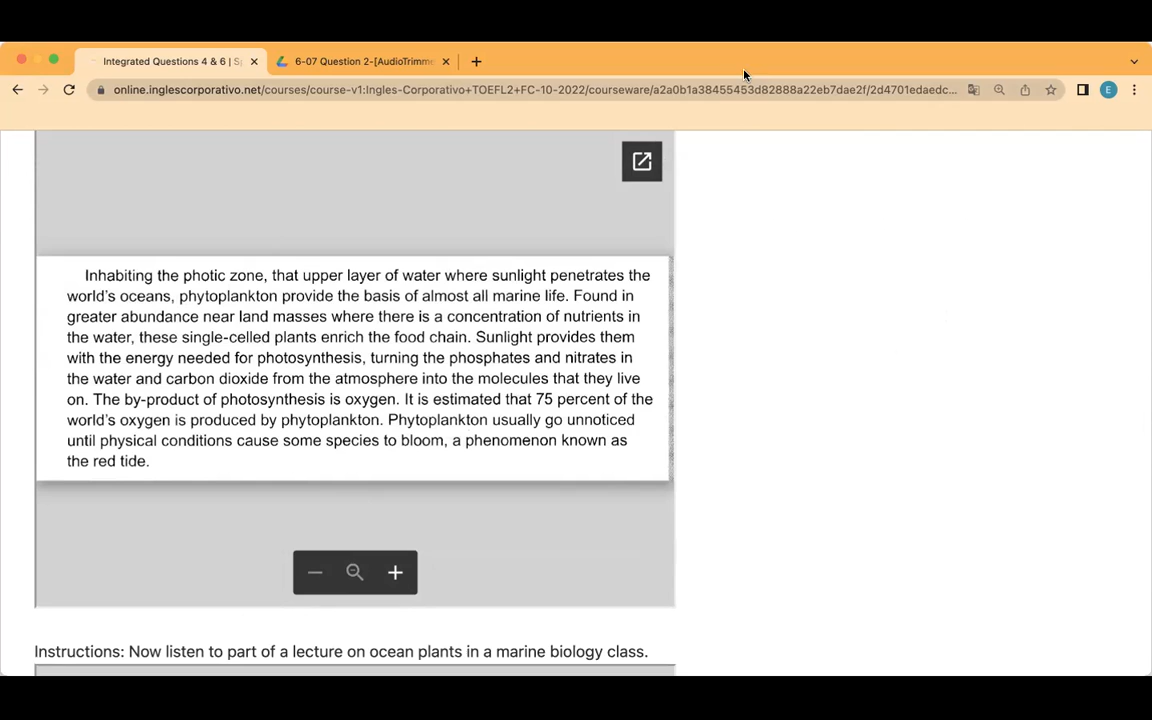 Integrated Questions 4 & 6 | S
6-07 Question 2-[AudioTrimme
online.inglescorporativo.net/courses/course-v1:Ingles-Corporativo+TOEFL2+FC-10-2022/courseware/a2a0b1a38455453d82888a22eb7dae2f/2d4701edaedc...
E
Inhabiting the photic zone, that upper layer of water where sunlight penetrates the
world's oceans, phytoplankton provide the basis of almost all marine life. Found in
greater abundance near land masses where there is a concentration of nutrients in
the water, these single-celled plants enrich the food chain. Sunlight provides them
with the energy needed for photosynthesis, turning the phosphates and nitrates in
the water and carbon dioxide from the atmosphere into the molecules that they live
on. The by-product of photosynthesis is oxygen. It is estimated that 75 percent of the
world's oxygen is produced by phytoplankton. Phytoplankton usually go unnoticed
until physical conditions cause some species to bloom, a phenomenon known as
the red tide.
Instructions: Now listen to part of a lecture on ocean plants in a marine biology class.